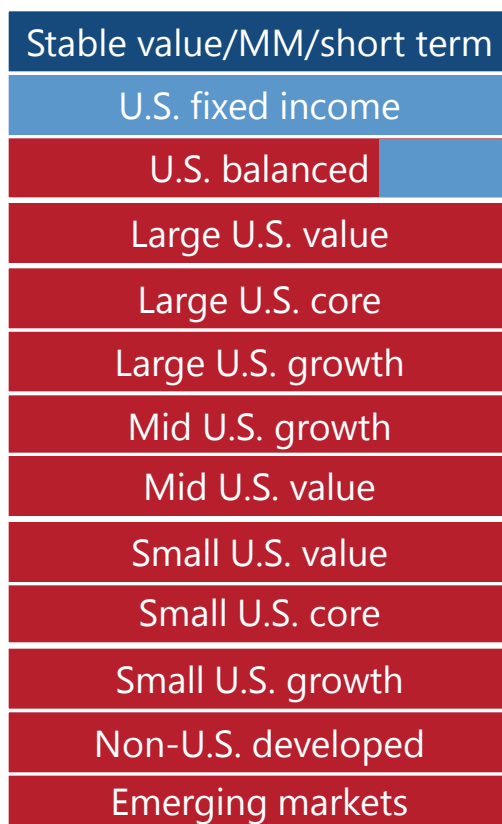 Stable value/MM/short term
U.S. fixed income
U.S. balanced
Large U.S. value
Large U.S. core
Large U.S. growth
Mid U.S. growth
Mid U.S. value
Small U.S. value
Small U.S. core
Small U.S. growth
Non-U.S. developed
Emerging markets